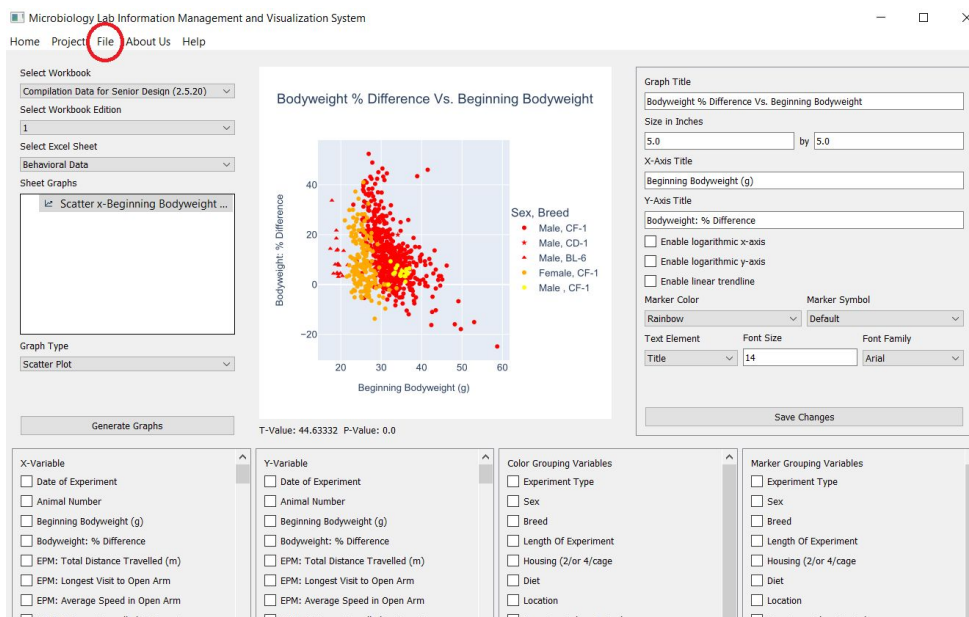 Microbiology Lab Information Management and Visualization System
Home Project File About Us Help
Select Workbook
Compilation Data for Senior Design (2.5.20)
Select Workbook Edition
1
Select Excel Sheet
Behavioral Data
Sheet Graphs
Scatter x-Beginning Bodyweight ...
Graph Type
Scatter Plot
Generate Graphs
Bodyweight % Difference Vs. Beginning Bodyweight
Bodyweight: % Difference
40
20
0
−20
20 30 40 50 60
Beginning Bodyweight (g)
Sex, Breed
Male, CF-1
Male, CD-1
Male, BL-6
Female, CF-1
Male , CF-1
T-Value: 44.63332 P-Value: 0.0
Graph Title
Bodyweight % Difference Vs. Beginning Bodyweight
Size in Inches
5.0 by 5.0
X-Axis Title
Beginning Bodyweight (g)
Y-Axis Title
Bodyweight: % Difference
Enable logarithmic x-axis
Enable logarithmic y-axis
Enable linear trendline
Marker Color Marker Symbol
Rainbow Default
Text Element Font Size Font Family
Title 14 Arial
Save Changes
X-Variable
Date of Experiment
Animal Number
Beginning Bodyweight (g)
Bodyweight: % Difference
EPM: Total Distance Travelled (m)
EPM: Longest Visit to Open Arm
EPM: Average Speed in Open Arm
Y-Variable
Date of Experiment
Animal Number
Beginning Bodyweight (g)
Bodyweight: % Difference
EPM: Total Distance Travelled (m)
EPM: Longest Visit to Open Arm
EPM: Average Speed in Open Arm
Color Grouping Variables
Experiment Type
Sex
Breed
Length Of Experiment
Housing (2/or 4/cage
Diet
Location
Marker Grouping Variables
Experiment Type
Sex
Breed
Length Of Experiment
Housing (2/or 4/cage
Diet
Location